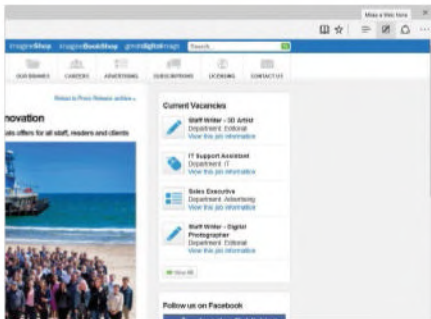 Make a Web Note
imagineShop imagineBookShop greatdigitalmags Search...
OUR BRANDS CAREERS ADVERTISING SUBSCRIPTIONS LICENSING CONTACT US
Return to Press Release archive
novation
ats offers for all staff, readers and clients
Current Vacancies
Staff Writer - 3D Artist
Department: Editorial
View this job information
IT Support Assistant
Department: IT
View this job information
Sales Executive
Department: Advertising
View this job information
Staff Writer - Digital
Photographer
Department: Editorial
View this job information
View All
Follow us on Facebook